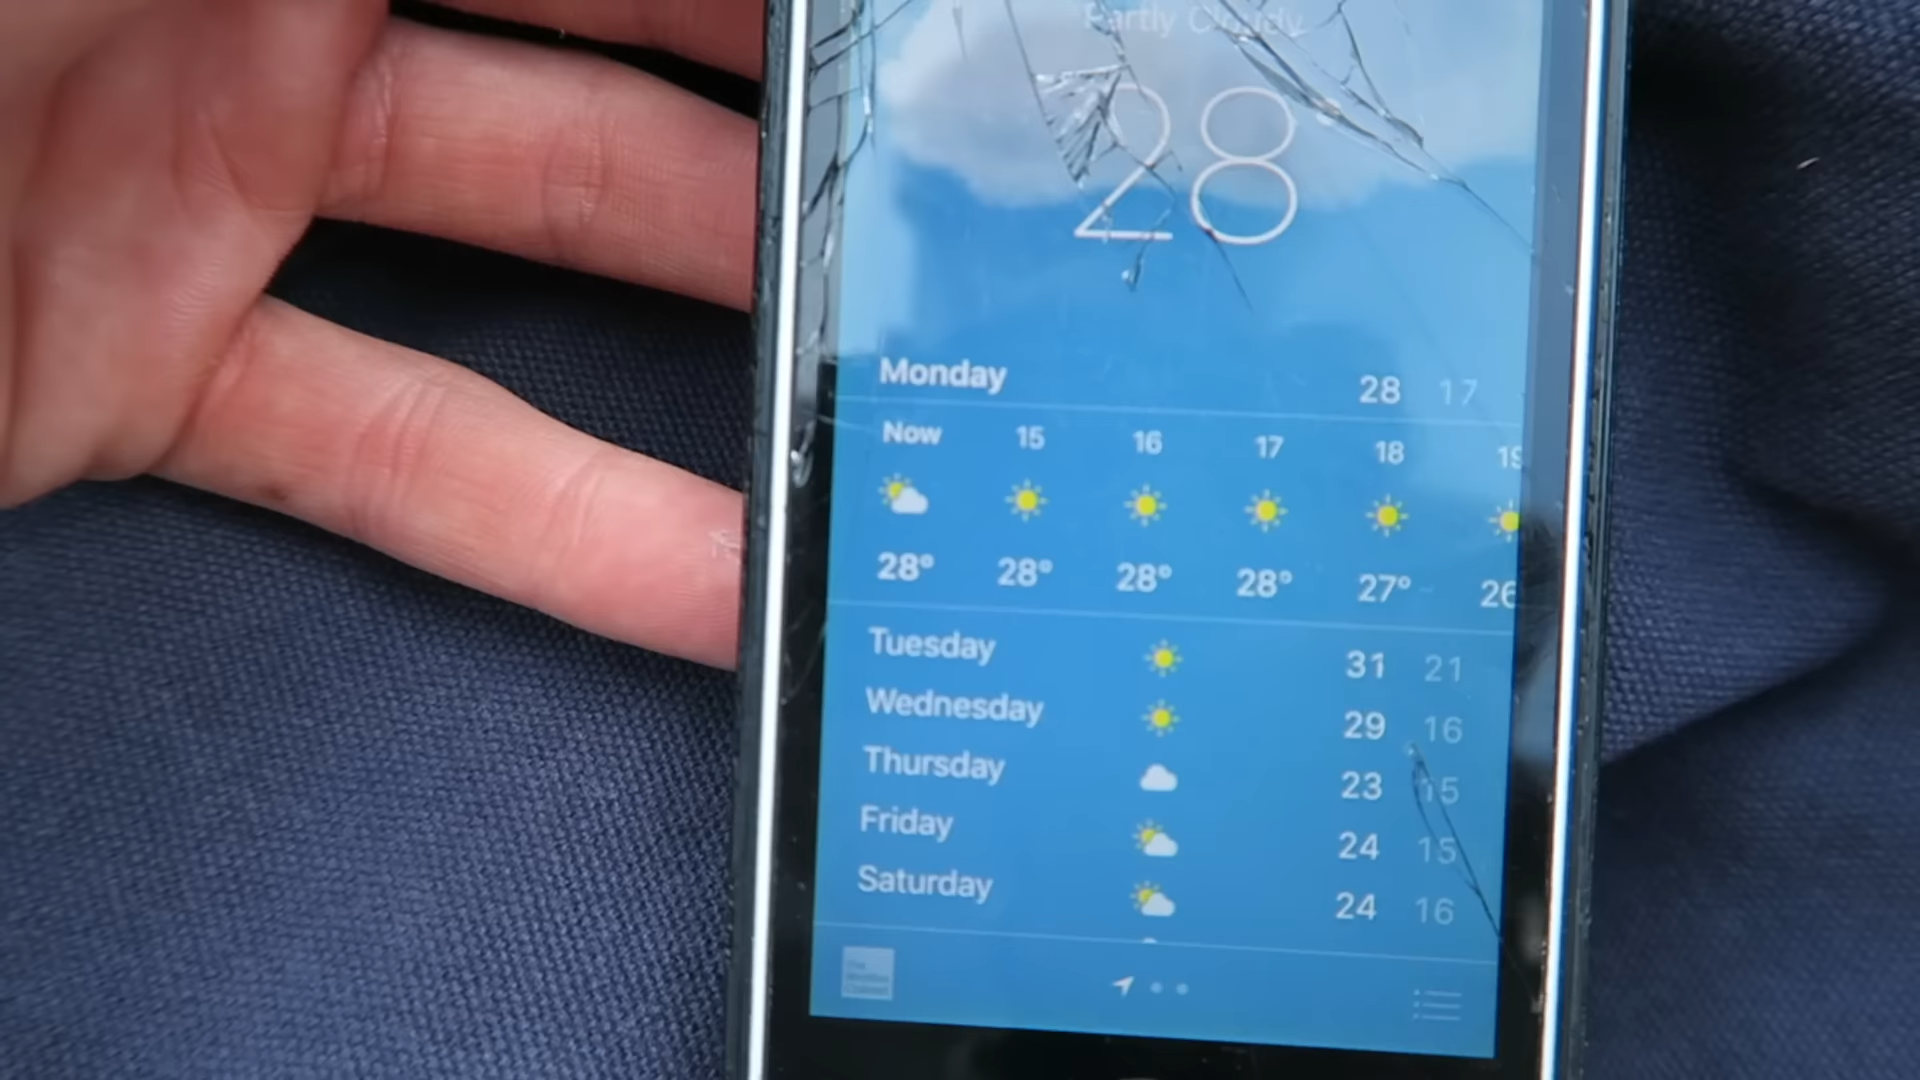 Partly Cloudy
28
Monday 28 17
Now 15 16 17 18 19
28° 28° 28° 28° 27° 26
Tuesday 31 21
Wednesday 29 16
Thursday 23 15
Friday 24 15
Saturday 24 16